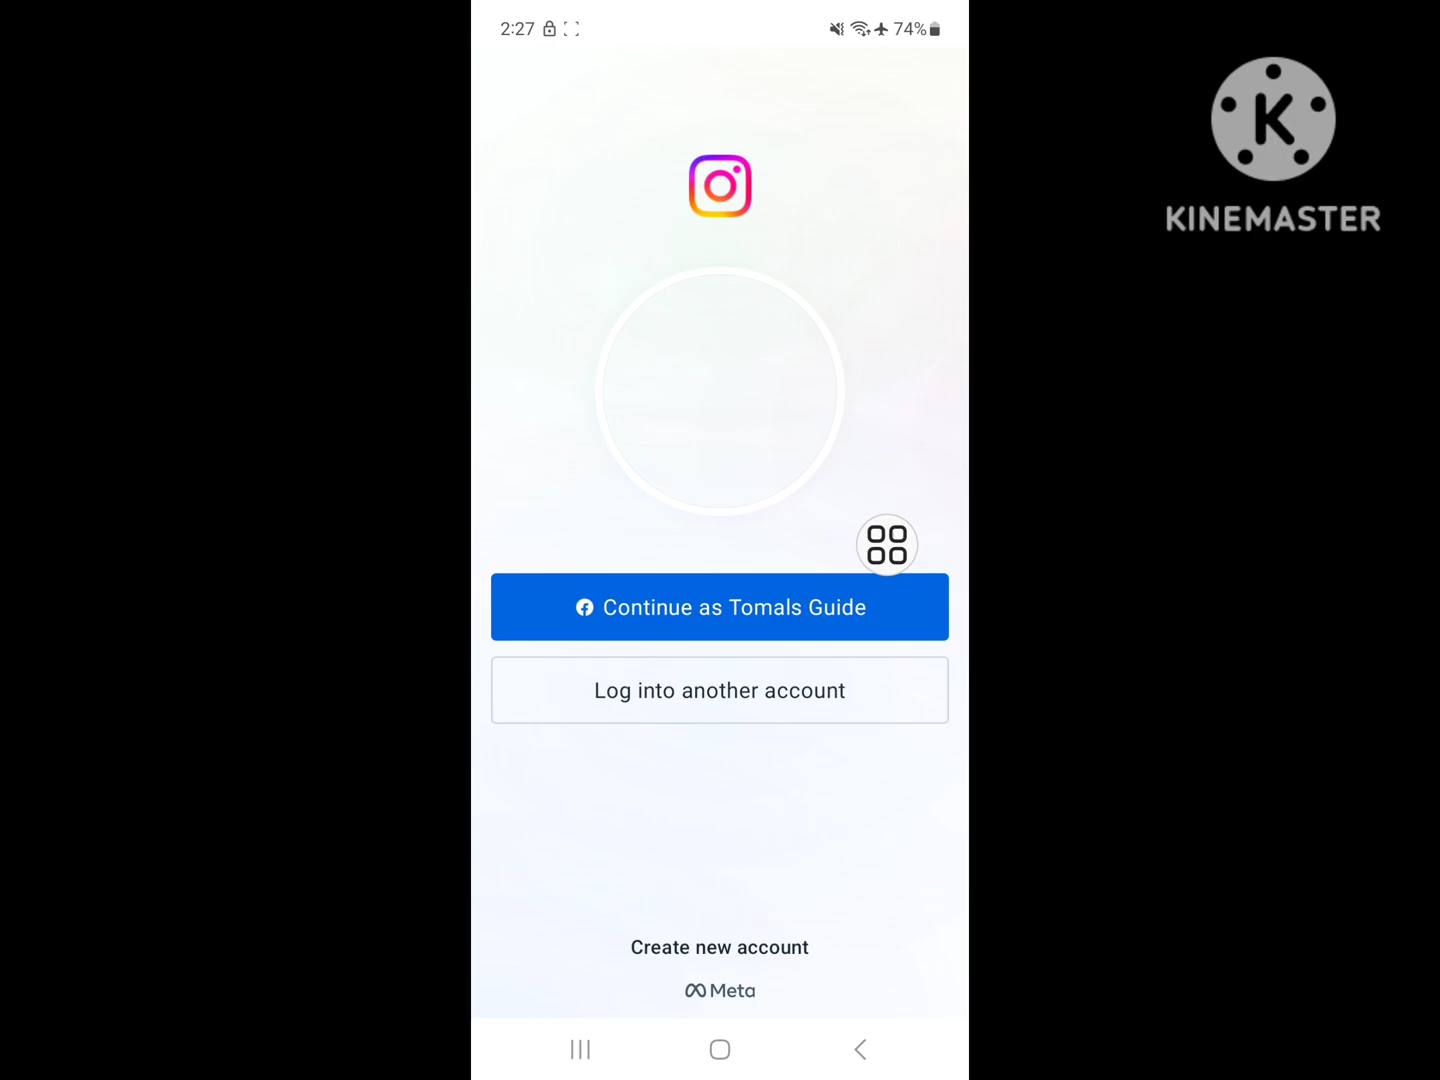 2:27
74%
K
KINEMASTER
Continue as Tomals Guide
Log into another account
Create new account
Meta